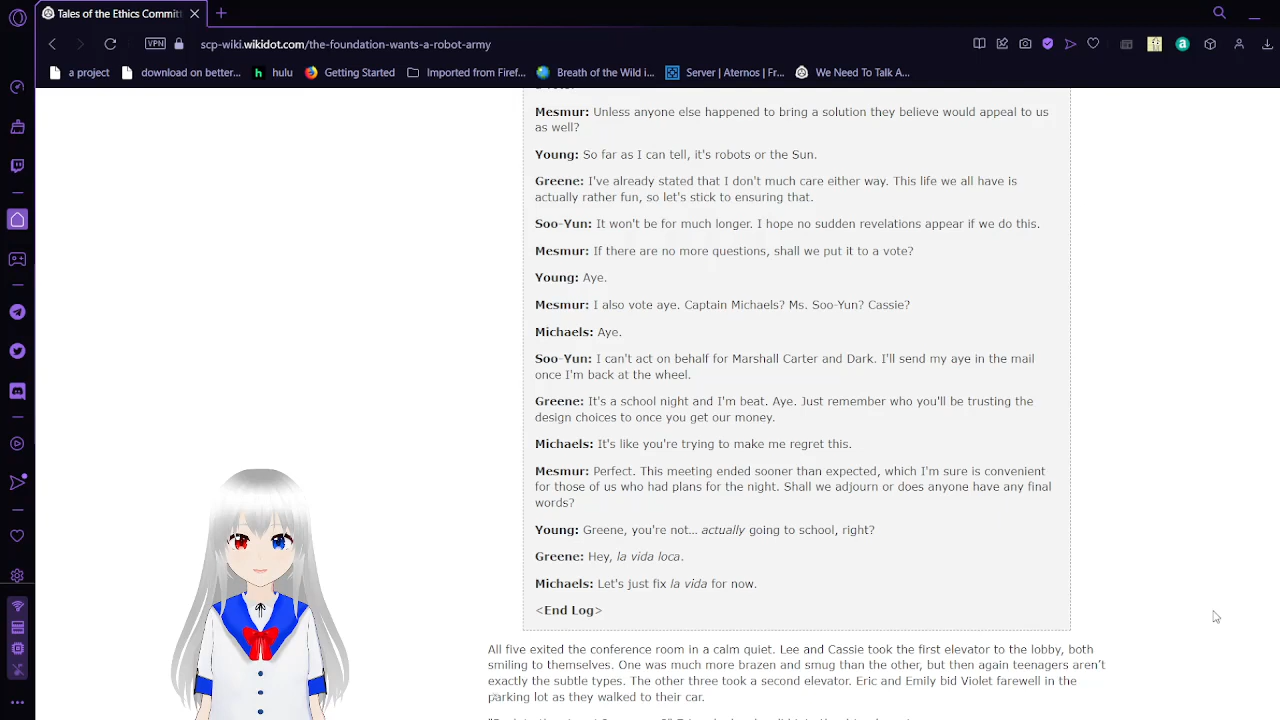 Tales of the Ethics Committ
scp-wiki.wikidot.com/the-foundation-wants-a-robot-army
VPN
a project
download on better...
hulu
Getting Started
Imported from Firef...
Breath of the Wild i...
Server | Aternos | Fr...
We Need To Talk A...
Mesmur: Unless anyone else happened to bring a solution they believe would appeal to us
as well?
Young: So far as I can tell, it's robots or the Sun.
Greene: I've already stated that I don't much care either way. This life we all have is
actually rather fun, so let's stick to ensuring that.
Soo-Yun: It won't be for much longer. I hope no sudden revelations appear if we do this.
Mesmur: If there are no more questions, shall we put it to a vote?
Young: Aye.
Mesmur: I also vote aye. Captain Michaels? Ms. Soo-Yun? Cassie?
Michaels: Aye.
Soo-Yun: I can't act on behalf for Marshall Carter and Dark. I'll send my aye in the mail
once I'm back at the wheel.
Greene: It's a school night and I'm beat. Aye. Just remember who you'll be trusting the
design choices to once you get our money.
Michaels: It's like you're trying to make me regret this.
Mesmur: Perfect. This meeting ended sooner than expected, which I'm sure is convenient
for those of us who had plans for the night. Shall we adjourn or does anyone have any final
words?
Young: Greene, you're not... actually going to school, right?
Greene: Hey, la vida loca.
Michaels: Let's just fix la vida for now.
<End Log>
All five exited the conference room in a calm quiet. Lee and Cassie took the first elevator to the lobby, both
smiling to themselves. One was much more brazen and smug than the other, but then again teenagers aren't
exactly the subtle types. The other three took a second elevator. Eric and Emily bid Violet farewell in the
parking lot as they walked to their car.